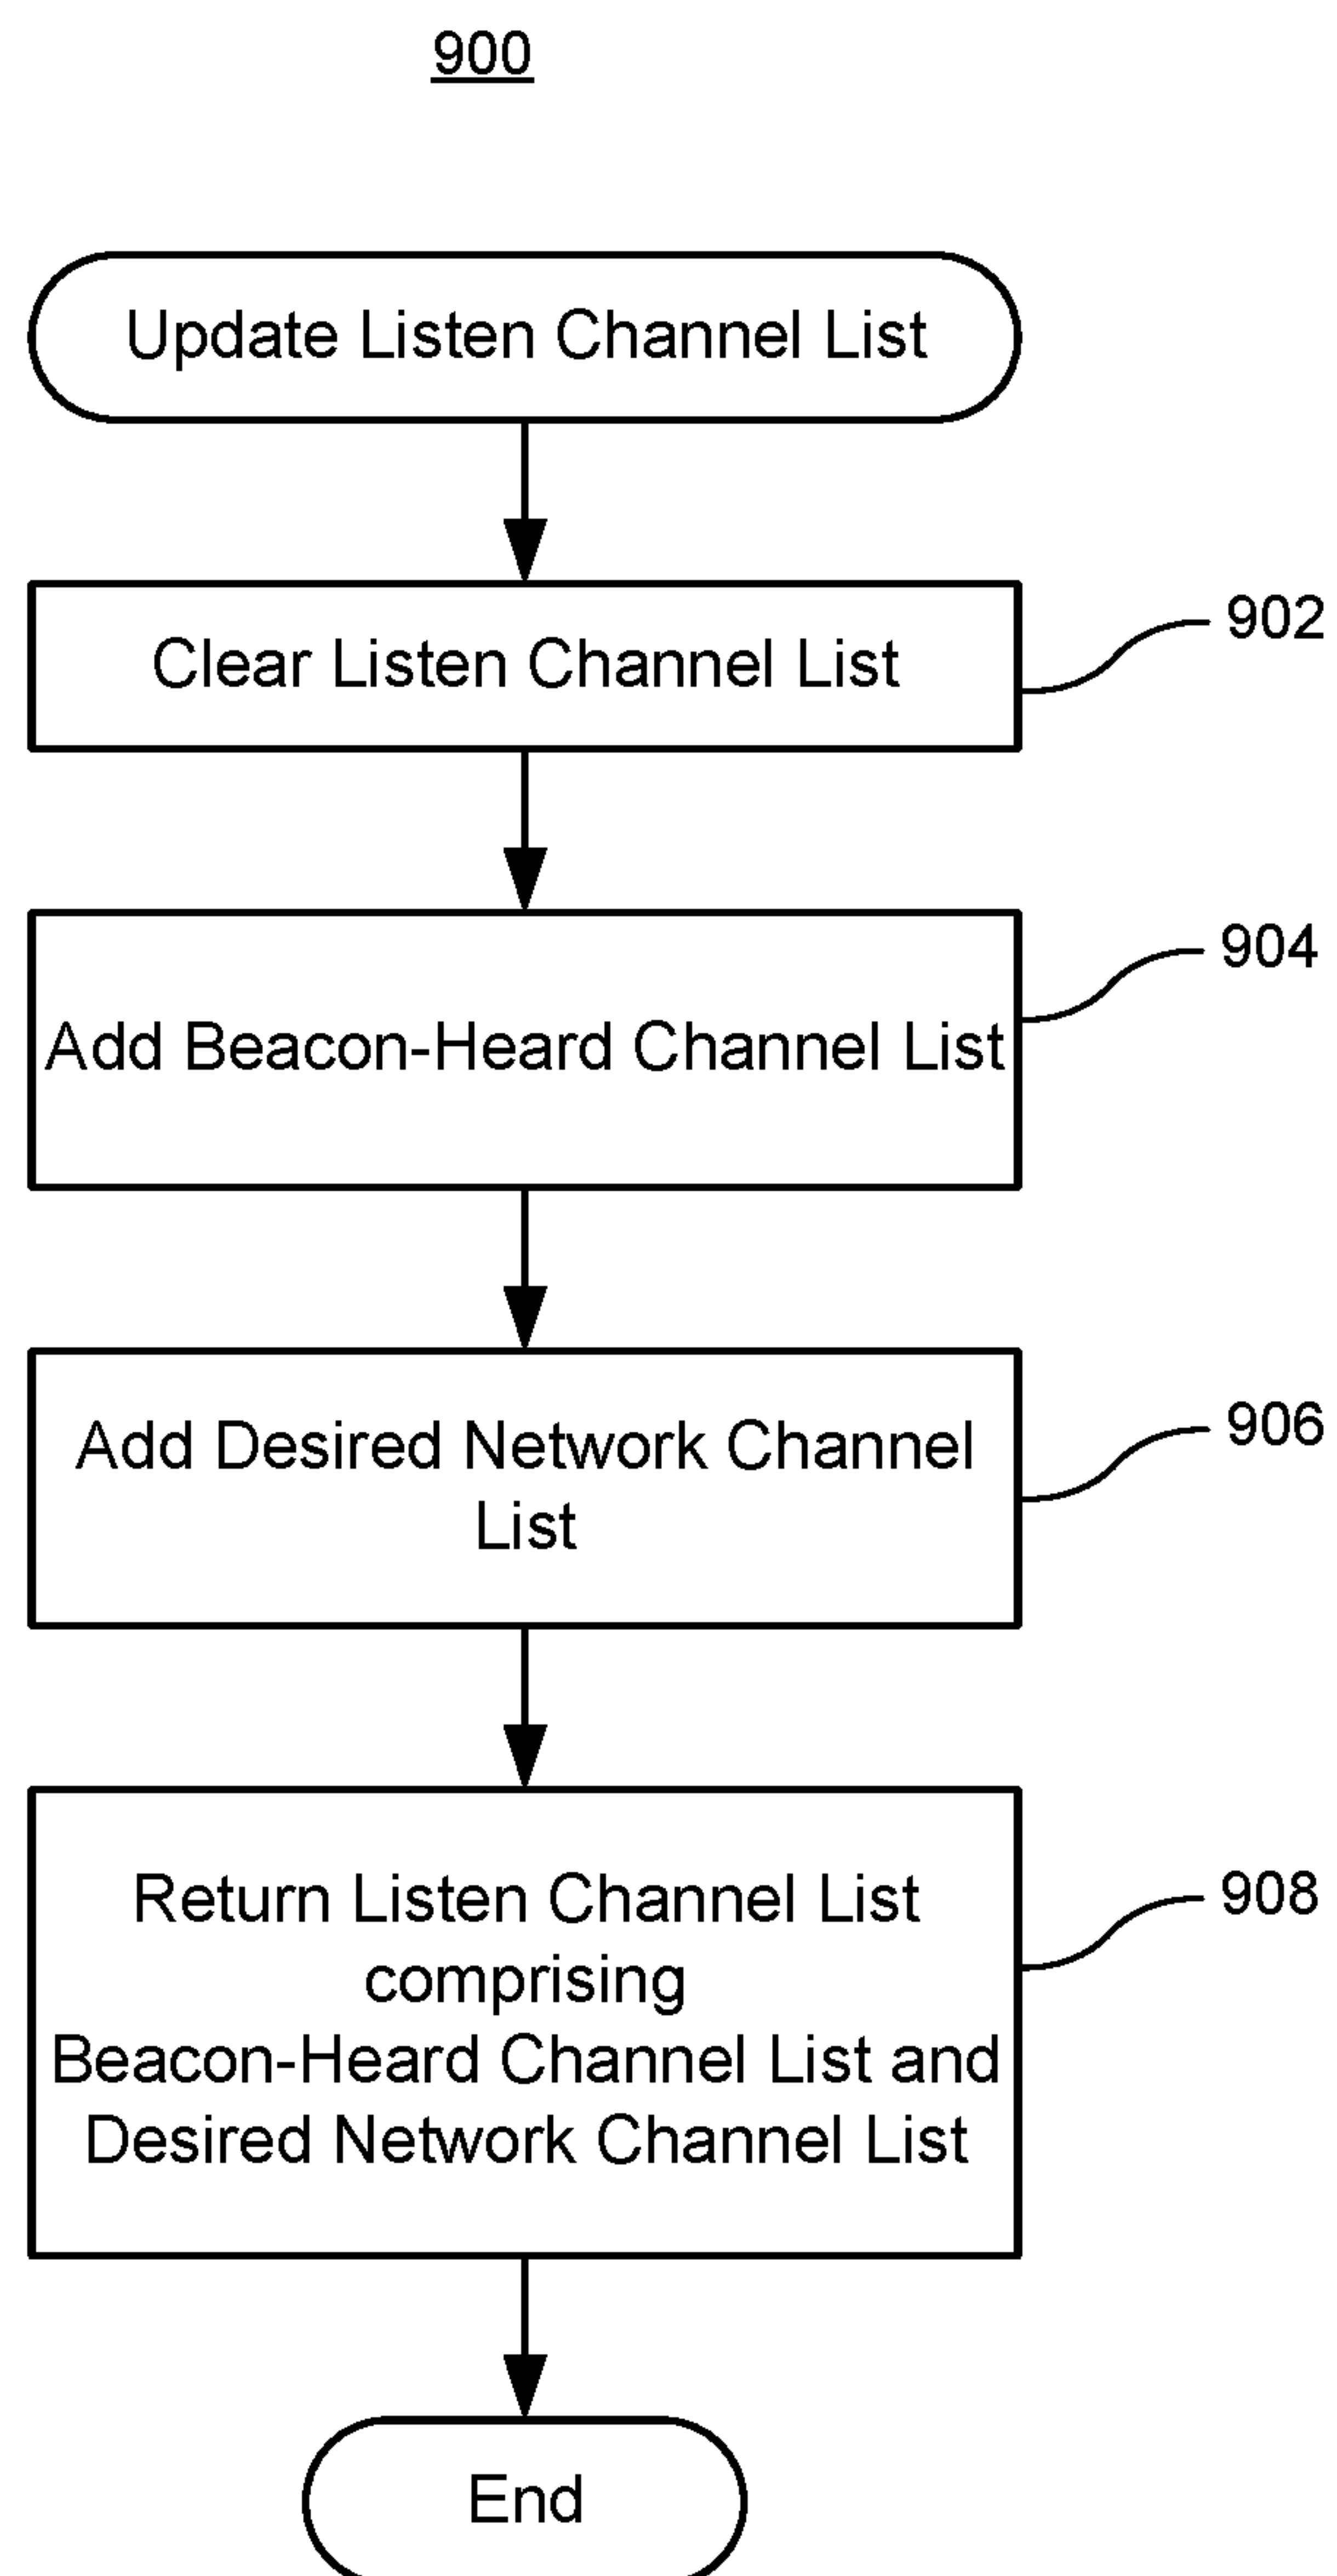 900
Update Listen Channel List
Clear Listen Channel List
902
Add Beacon-Heard Channel List
904
Add Desired Network Channel
List
906
Return Listen Channel List
comprising
Beacon-Heard Channel List and
Desired Network Channel List
908
End